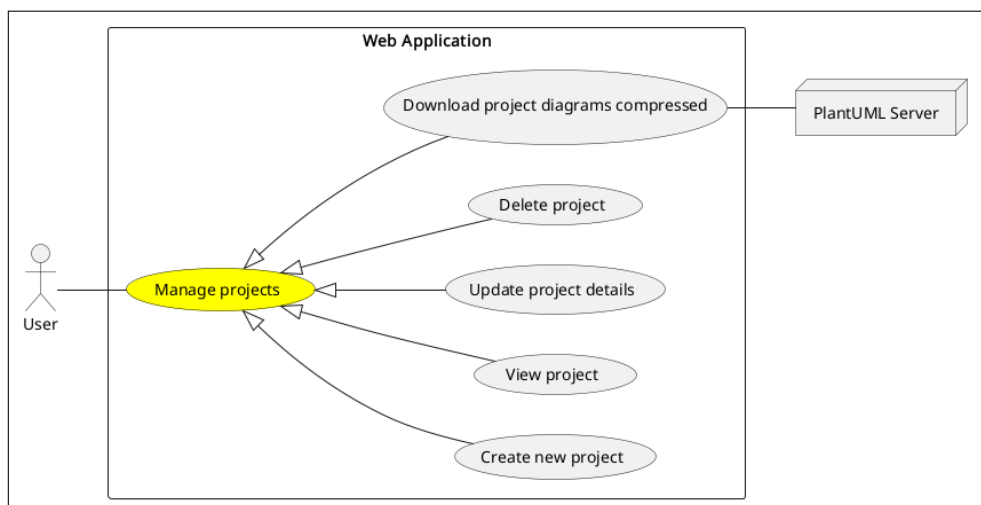 Web Application
Download project diagrams compressed
PlantUML Server
Delete project
Manage projects
Update project details
User
View project
Create new project